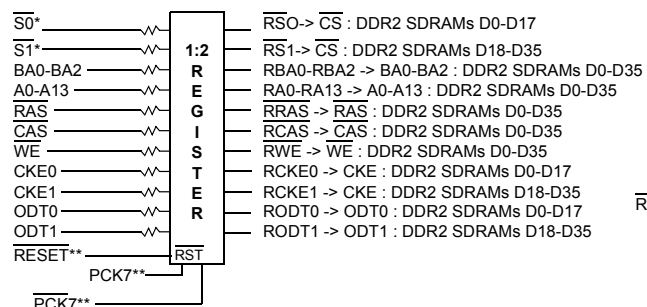 S0* RSO-> CS : DDR2 SDRAMs D0-D17
S1* 1:2 RS1-> CS : DDR2 SDRAMs D18-D35
BA0-BA2 R RBA0-RBA2 -> BA0-BA2 : DDR2 SDRAMs D0-D35
A0-A13 E RA0-RA13 -> A0-A13 : DDR2 SDRAMs D0-D35
RAS G RRAS -> RAS : DDR2 SDRAMs D0-D35
CAS I RCAS -> CAS : DDR2 SDRAMs D0-D35
WE S RWE -> WE : DDR2 SDRAMs D0-D35
CKE0 T RCKE0 -> CKE : DDR2 SDRAMs D0-D17
CKE1 E RCKE1 -> CKE : DDR2 SDRAMs D18-D35 R
ODT0 R RODT0 -> ODT0 : DDR2 SDRAMs D0-D17
ODT1 RODT1 -> ODT1 : DDR2 SDRAMs D18-D35
RESET** RST
PCK7**
PCK7**